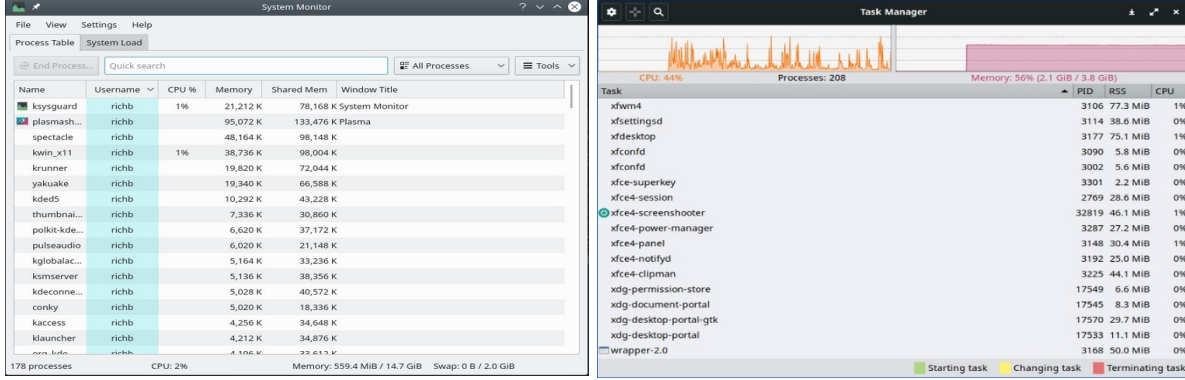 System Monitor
File View Settings Help
Process Table System Load
End Process... Quick search All Processes Tools
Name Username CPU % Memory Shared Mem Window Title
ksysguard richb 1% 21,212 K 78,168 K System Monitor
plasmash... richb 95,072 K 133,476 K Plasma
spectacle richb 48,164 K 98,148 K
kwin_x11 richb 1% 38,736 K 98,004 K
krunner richb 19,820 K 72,044 K
yakuake richb 19,340 K 66,588 K
kded5 richb 10,292 K 43,228 K
thumbnai... richb 7,336 K 30,860 K
polkit-kde... richb 6,620 K 37,172 K
pulseaudio richb 6,020 K 21,148 K
kglobalac... richb 5,164 K 33,236 K
ksmserver richb 5,136 K 38,356 K
kdeconne... richb 5,028 K 40,572 K
conky richb 5,020 K 18,336 K
kaccess richb 4,256 K 34,648 K
klauncher richb 4,212 K 34,876 K
org.kde... richb 4,196 K 33,612 K
178 processes CPU: 2% Memory: 559.4 MiB / 14.7 GiB Swap: 0 B / 2.0 GiB
Task Manager
CPU: 44% Processes: 208 Memory: 56% (2.1 GiB / 3.8 GiB)
Task PID RSS CPU
xfwm4 3106 77.3 MiB 1%
xfsettingsd 3114 38.6 MiB 0%
xfdesktop 3177 75.1 MiB 1%
xfconfd 3090 5.8 MiB 0%
xfconfd 3002 5.6 MiB 0%
xfce-superkey 3301 2.2 MiB 0%
xfce4-session 2769 28.6 MiB 0%
xfce4-screenshooter 32819 46.1 MiB 1%
xfce4-power-manager 3287 27.2 MiB 0%
xfce4-panel 3148 30.4 MiB 1%
xfce4-notifyd 3192 25.0 MiB 0%
xfce4-clipman 3225 44.1 MiB 0%
xdg-permission-store 17549 6.6 MiB 0%
xdg-document-portal 17545 8.3 MiB 0%
xdg-desktop-portal-gtk 17570 29.7 MiB 0%
xdg-desktop-portal 17533 11.1 MiB 0%
wrapper-2.0 3168 50.0 MiB 0%
Starting task Changing task Terminating task